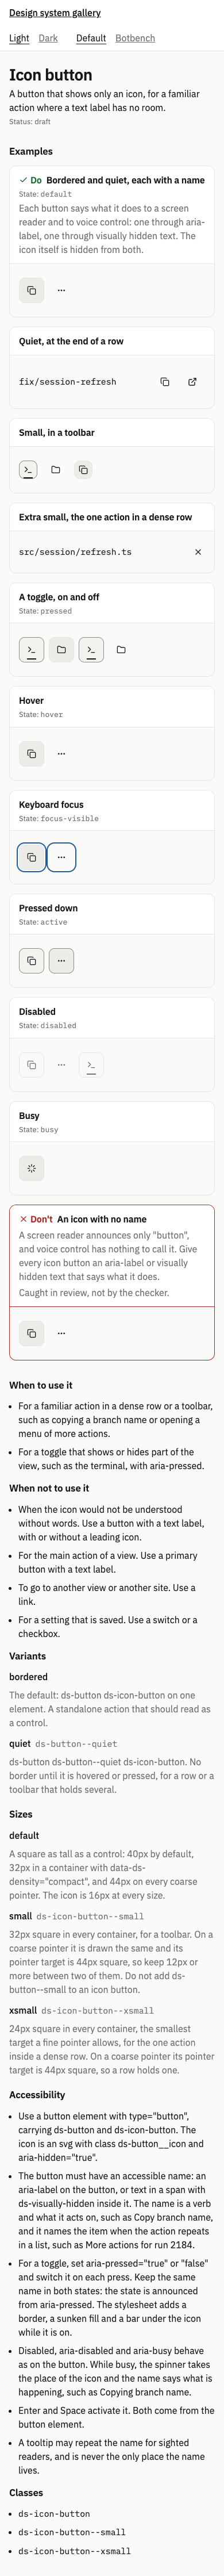 Design system gallery
Light Dark Default Botbench
Icon button
A button that shows only an icon, for a familiar
action where a text label has no room.
Status: draft
Examples
Do Bordered and quiet, each with a name
State: default
Each button says what it does to a screen
reader and to voice control: one through aria-
label, one through visually hidden text. The
icon itself is hidden from both.
Quiet, at the end of a row
fix/session-refresh
Small, in a toolbar
Extra small, the one action in a dense row
src/session/refresh.ts
A toggle, on and off
State: pressed
Hover
State: hover
Keyboard focus
State: focus-visible
Pressed down
State: active
Disabled
State: disabled
Busy
State: busy
Don't An icon with no name
A screen reader announces only "button",
and voice control has nothing to call it. Give
every icon button an aria-label or visually
hidden text that says what it does.
Caught in review, not by the checker.
When to use it
• For a familiar action in a dense row or a toolbar,
such as copying a branch name or opening a
menu of more actions.
• For a toggle that shows or hides part of the
view, such as the terminal, with aria-pressed.
When not to use it
• When the icon would not be understood
without words. Use a button with a text label,
with or without a leading icon.
• For the main action of a view. Use a primary
button with a text label.
• To go to another view or another site. Use a
link.
• For a setting that is saved. Use a switch or a
checkbox.
Variants
bordered
The default: ds-button ds-icon-button on one
element. A standalone action that should read as
a control.
quiet ds-button--quiet
ds-button ds-button--quiet ds-icon-button. No
border until it is hovered or pressed, for a row or a
toolbar that holds several.
Sizes
default
A square as tall as a control: 40px by default,
32px in a container with data-ds-
density="compact", and 44px on every coarse
pointer. The icon is 16px at every size.
small ds-icon-button--small
32px square in every container, for a toolbar. On a
coarse pointer it is drawn the same and its
pointer target is 44px square, so keep 12px or
more between two of them. Do not add ds-
button--small to an icon button.
xsmall ds-icon-button--xsmall
24px square in every container, the smallest
target a fine pointer allows, for the one action
inside a dense row. On a coarse pointer its pointer
target is 44px square, so a row holds one.
Accessibility
• Use a button element with type="button",
carrying ds-button and ds-icon-button. The
icon is an svg with class ds-button__icon and
aria-hidden="true".
• The button must have an accessible name: an
aria-label on the button, or text in a span with
ds-visually-hidden inside it. The name is a verb
and what it acts on, such as Copy branch name,
and it names the item when the action repeats
in a list, such as More actions for run 2184.
• For a toggle, set aria-pressed="true" or "false"
and switch it on each press. Keep the same
name in both states: the state is announced
from aria-pressed. The stylesheet adds a
border, a sunken fill and a bar under the icon
while it is on.
• Disabled, aria-disabled and aria-busy behave
as on the button. While busy, the spinner takes
the place of the icon and the name says what is
happening, such as Copying branch name.
• Enter and Space activate it. Both come from the
button element.
• A tooltip may repeat the name for sighted
readers, and is never the only place the name
lives.
Classes
• ds-icon-button
• ds-icon-button--small
• ds-icon-button--xsmall